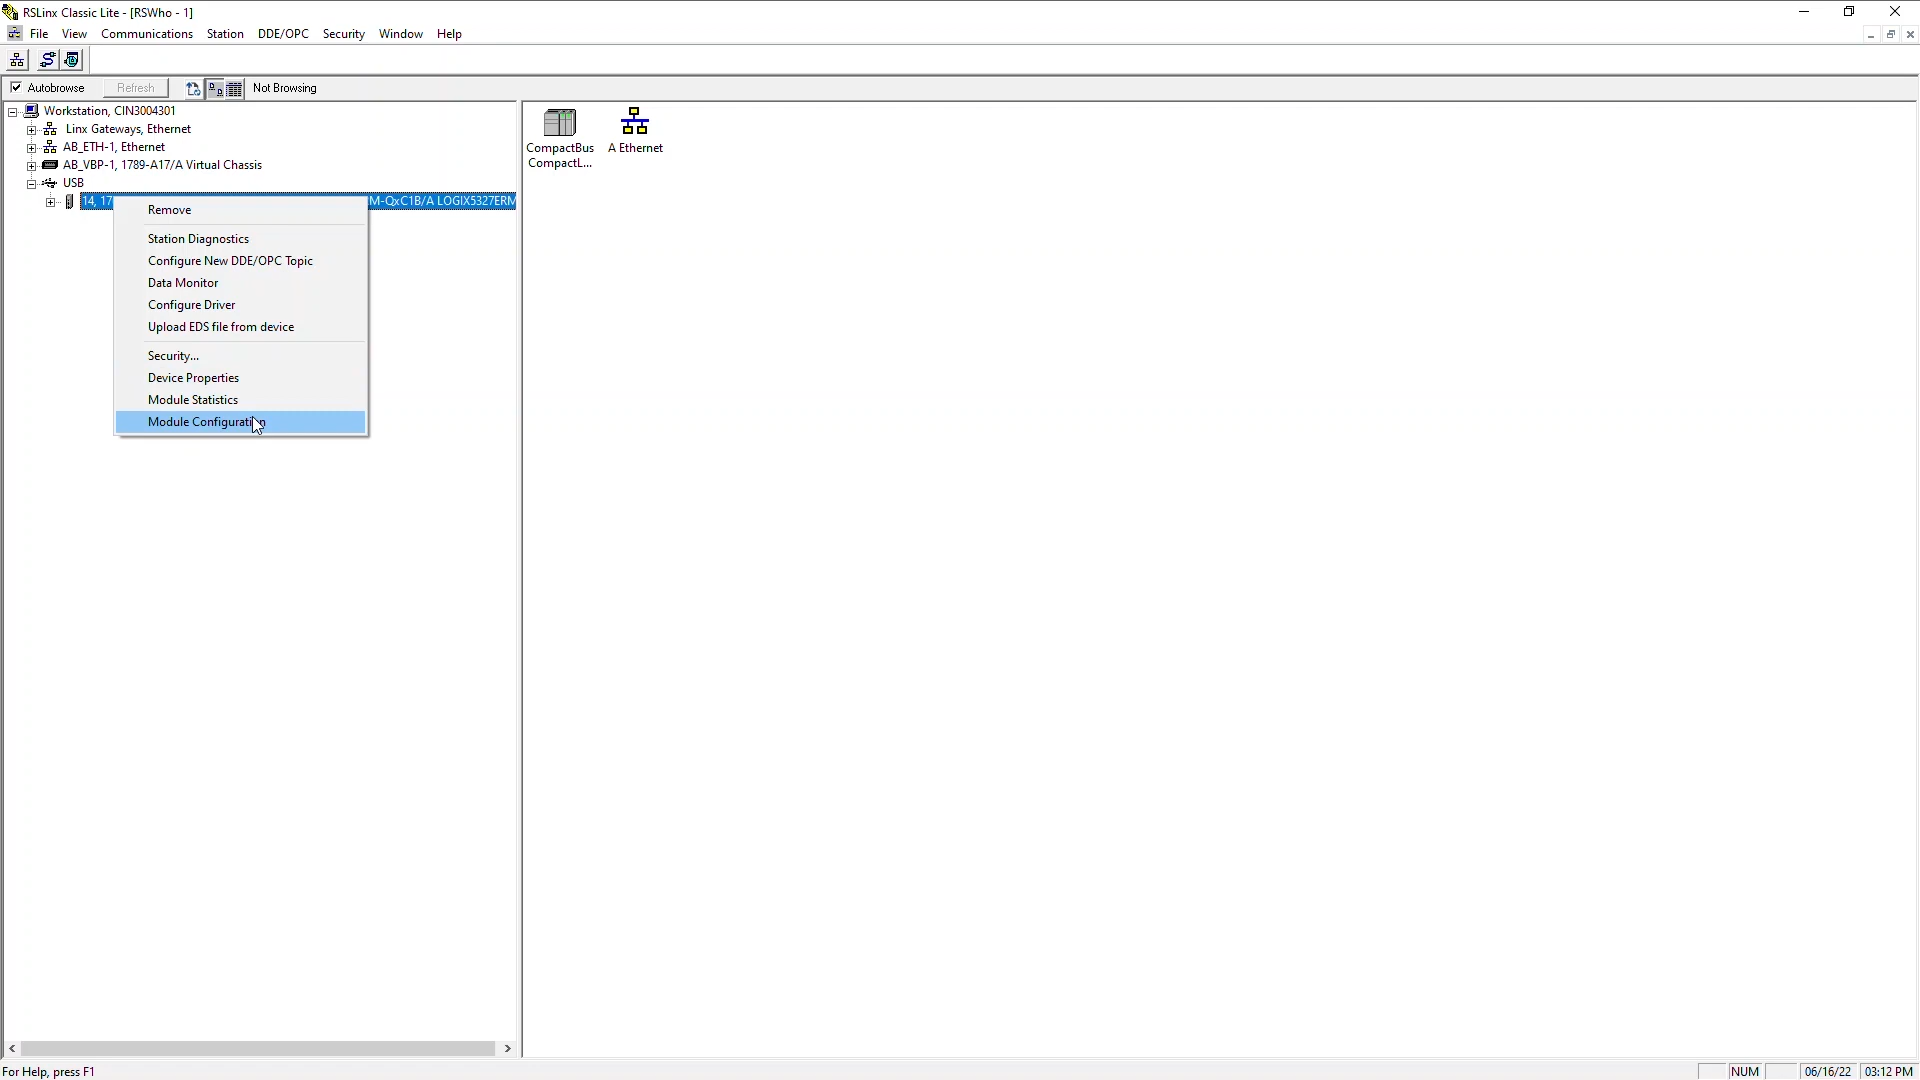 RSLinx Classic Lite - [RSWho - 1]
File View Communications Station DDE/OPC Security Window Help
Autobrowse Refresh Not Browsing
Workstation, CIN3004301
Linx Gateways, Ethernet
AB_ETH-1, Ethernet
AB_VBP-1, 1789-A17/A Virtual Chassis
USB
14, 17 M-QxC1B/A LOGIX5327ERM
Remove
Station Diagnostics
Configure New DDE/OPC Topic
Data Monitor
Configure Driver
Upload EDS file from device
Security...
Device Properties
Module Statistics
Module Configuration
CompactBus
CompactL...
A Ethernet
For Help, press F1
NUM 06/16/22 03:12 PM